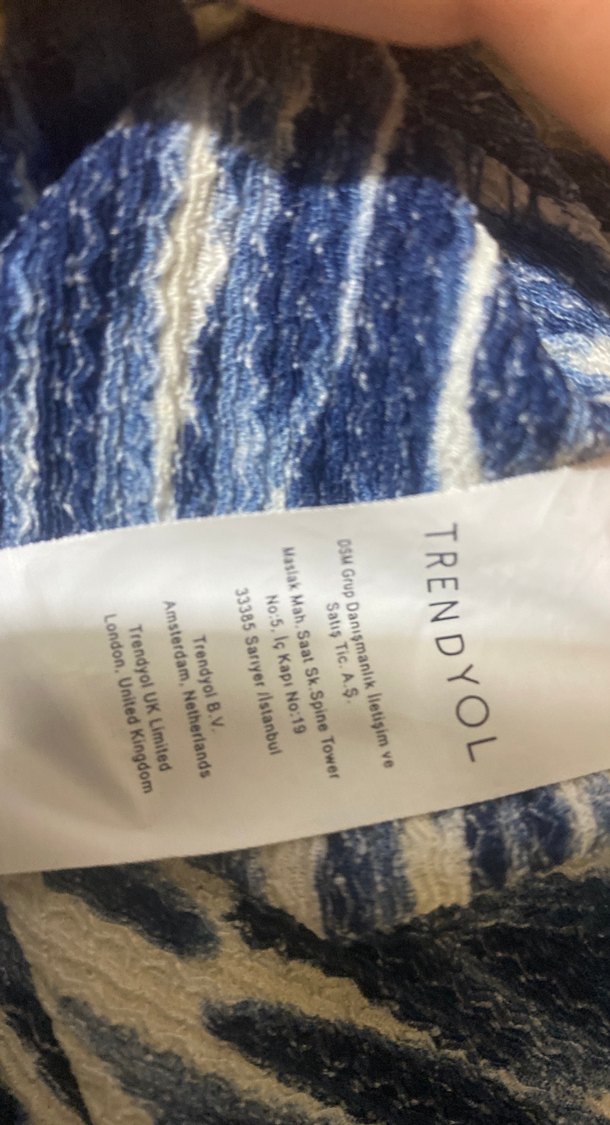 TRENDYOL
DSM Grup Danışmanlık İletişim ve
Satış Tic. A.Ş.
Maslak Mah. Saat Sk.Spine Tower
No:5, İç Kapı No:19
33385 Sarıyer /İstanbul
Trendyol B.V.
Amsterdam, Netherlands
Trendyol UK Limited
London, United Kingdom